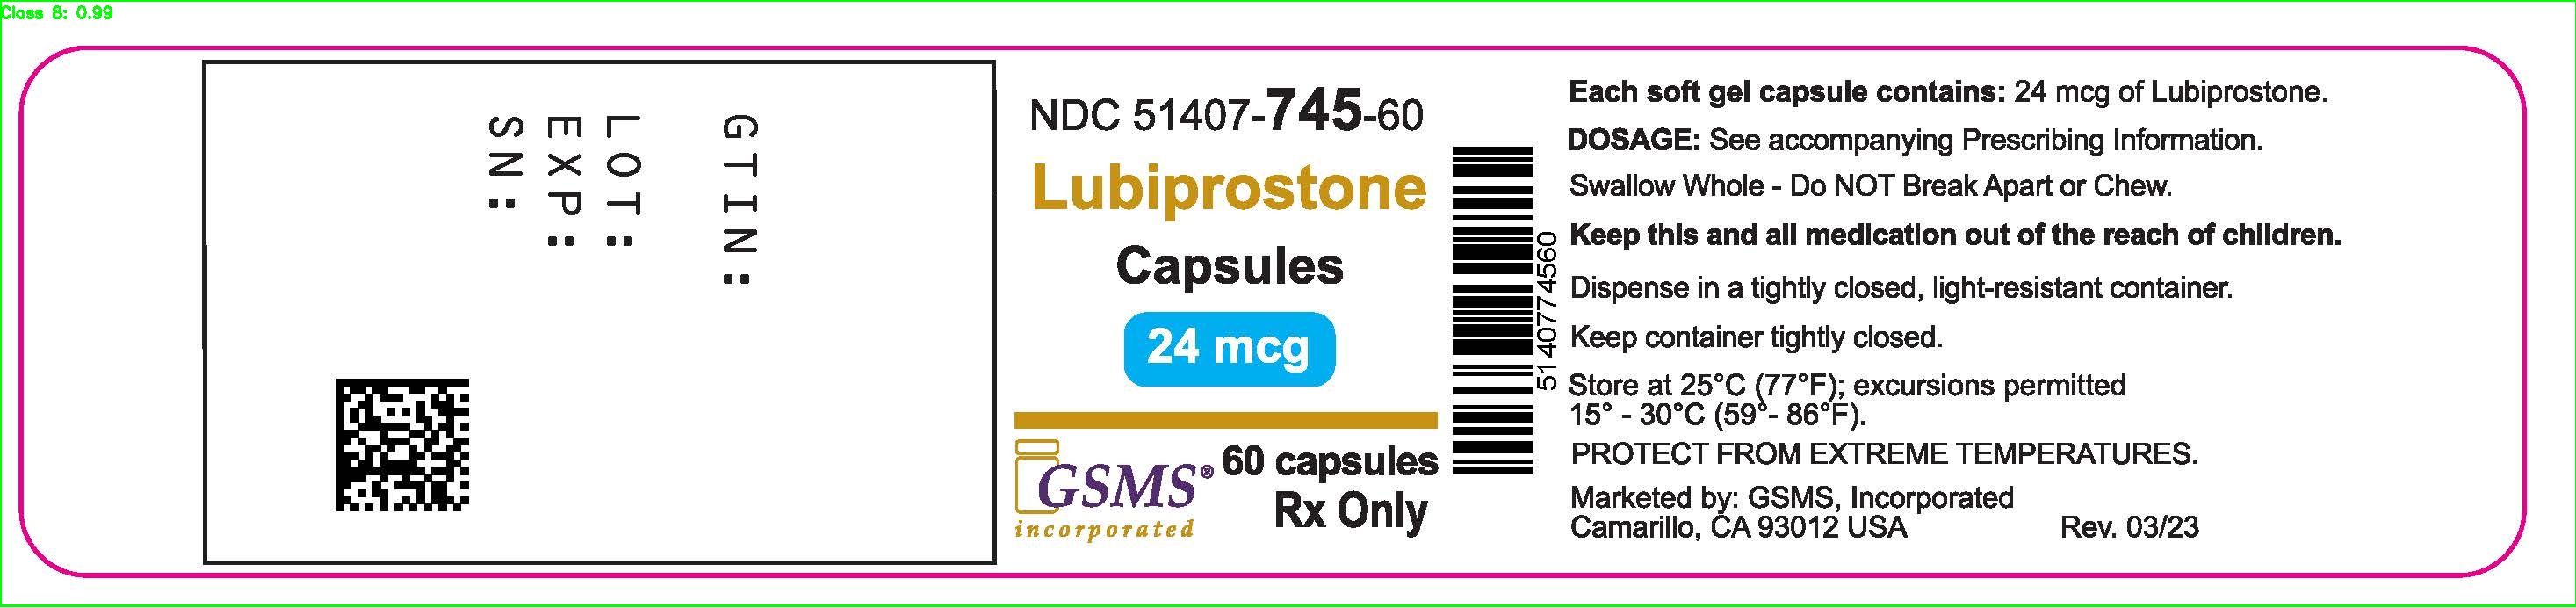 Class 8: 0.99
GTIN:
LOT:
EXP:
SN:
NDC 51407-745-60
Lubiprostone
Capsules
24 mcg
GSMS®
incorporated
60 capsules
Rx Only
5140774560
Each soft gel capsule contains: 24 mcg of Lubiprostone.
DOSAGE: See accompanying Prescribing Information.
Swallow Whole - Do NOT Break Apart or Chew.
Keep this and all medication out of the reach of children.
Dispense in a tightly closed, light-resistant container.
Keep container tightly closed.
Store at 25°C (77°F); excursions permitted
15° - 30°C (59°- 86°F).
PROTECT FROM EXTREME TEMPERATURES.
Marketed by: GSMS, Incorporated
Camarillo, CA 93012 USA Rev. 03/23